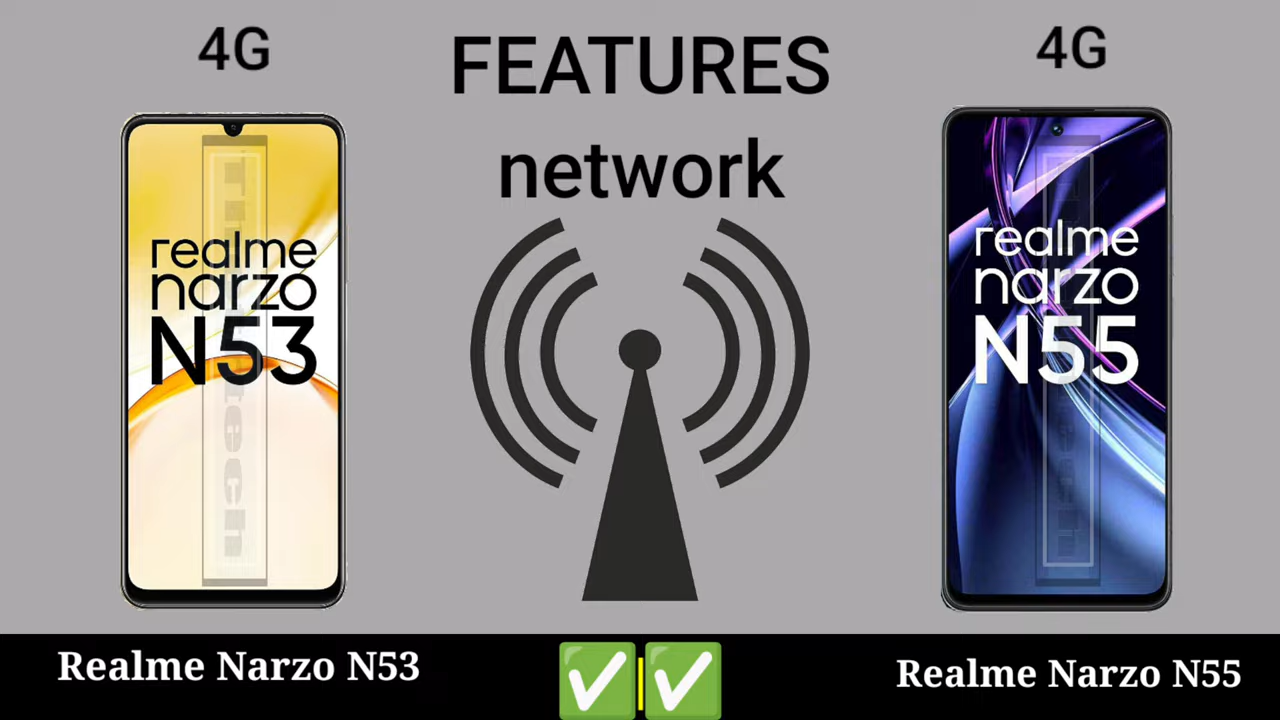 4G
FEATURES
4G
network
realme
narzo
N53
realme
narzo
N55
Realme Narzo N53
Realme Narzo N55